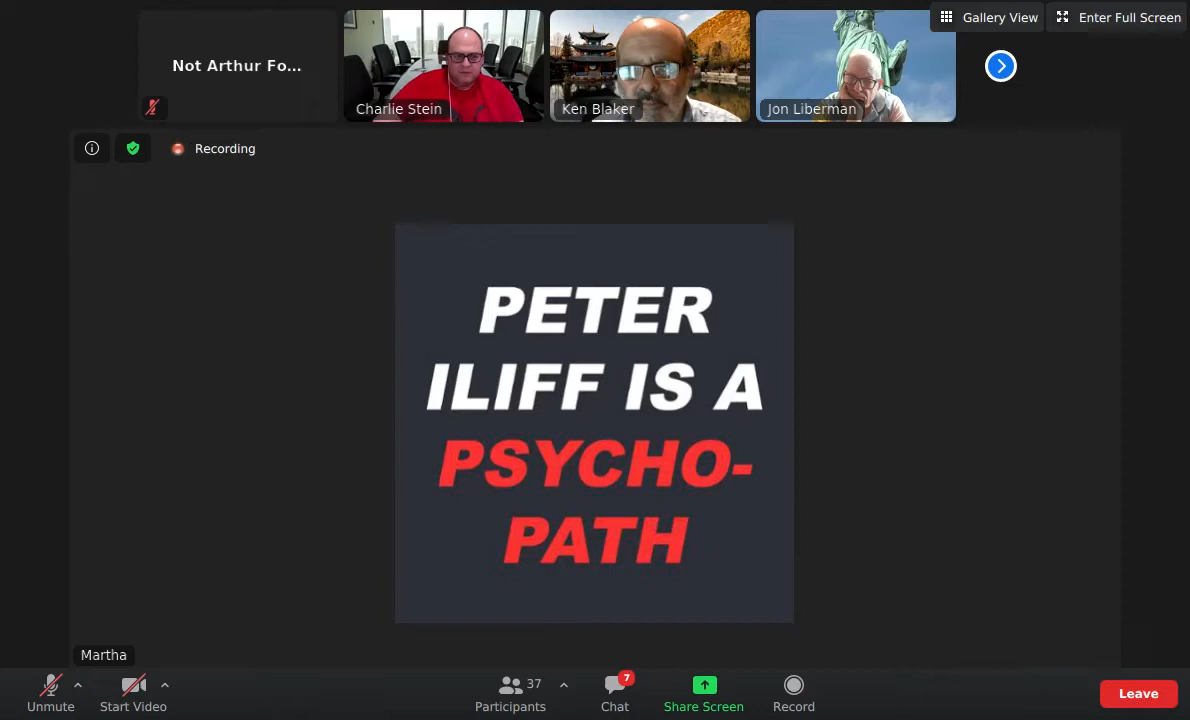 Gallery View
Enter Full Screen
Not Arthur Fo...
Charlie Stein
Ken Blaker
Jon Liberman
Recording
PETER
ILIFF IS A
PSYCHO-
PATH
Martha
Unmute
Start Video
37
Participants
7
Chat
Share Screen
Record
Leave